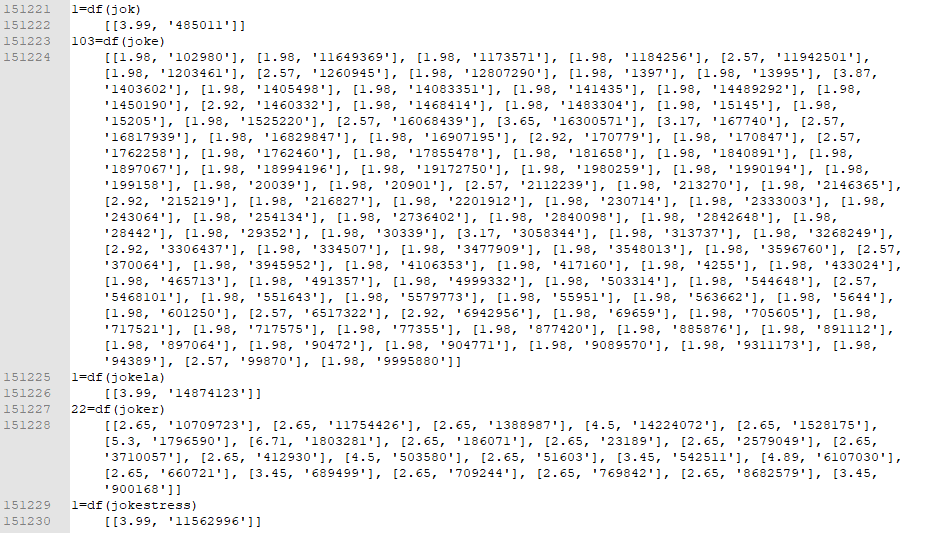 151221 1=df(jok)
151222 [[3.99, '485011']]
151223 103=df(joke)
151224 [[1.98, '102980'], [1.98, '11649369'], [1.98, '1173571'], [1.98, '1184256'], [2.57, '11942501'],
[1.98, '1203461'], [2.57, '1260945'], [1.98, '12807290'], [1.98, '1397'], [1.98, '13995'], [3.87,
'1403602'], [1.98, '1405498'], [1.98, '14083351'], [1.98, '141435'], [1.98, '14489292'], [1.98,
'1450190'], [2.92, '1460332'], [1.98, '1468414'], [1.98, '1483304'], [1.98, '15145'], [1.98,
'15205'], [1.98, '1525220'], [2.57, '16068439'], [3.65, '16300571'], [3.17, '167740'], [2.57,
'16817939'], [1.98, '16829847'], [1.98, '16907195'], [2.92, '170779'], [1.98, '170847'], [2.57,
'1762258'], [1.98, '1762460'], [1.98, '17855478'], [1.98, '181658'], [1.98, '1840891'], [1.98,
'1897067'], [1.98, '18994196'], [1.98, '19172750'], [1.98, '1980259'], [1.98, '1990194'], [1.98,
'199158'], [1.98, '20039'], [1.98, '20901'], [2.57, '2112239'], [1.98, '213270'], [1.98, '2146365'],
[2.92, '215219'], [1.98, '216827'], [1.98, '2201912'], [1.98, '230714'], [1.98, '2333003'], [1.98,
'243064'], [1.98, '254134'], [1.98, '2736402'], [1.98, '2840098'], [1.98, '2842648'], [1.98,
'28442'], [1.98, '29352'], [1.98, '30339'], [3.17, '3058344'], [1.98, '313737'], [1.98, '3268249'],
[2.92, '3306437'], [1.98, '334507'], [1.98, '3477909'], [1.98, '3548013'], [1.98, '3596760'], [2.57,
'370064'], [1.98, '3945952'], [1.98, '4106353'], [1.98, '417160'], [1.98, '4255'], [1.98, '433024'],
[1.98, '465713'], [1.98, '491357'], [1.98, '4999332'], [1.98, '503314'], [1.98, '544648'], [2.57,
'5468101'], [1.98, '551643'], [1.98, '5579773'], [1.98, '55951'], [1.98, '563662'], [1.98, '5644'],
[1.98, '601250'], [2.57, '6517322'], [2.92, '6942956'], [1.98, '69659'], [1.98, '705605'], [1.98,
'717521'], [1.98, '717575'], [1.98, '77355'], [1.98, '877420'], [1.98, '885876'], [1.98, '891112'],
[1.98, '897064'], [1.98, '90472'], [1.98, '904771'], [1.98, '9089570'], [1.98, '9311173'], [1.98,
'94389'], [2.57, '99870'], [1.98, '9995880']]
151225 1=df(jokela)
151226 [[3.99, '14874123']]
151227 22=df(joker)
151228 [[2.65, '10709723'], [2.65, '11754426'], [2.65, '1388987'], [4.5, '14224072'], [2.65, '1528175'],
[5.3, '1796590'], [6.71, '1803281'], [2.65, '186071'], [2.65, '23189'], [2.65, '2579049'], [2.65,
'3710057'], [2.65, '412930'], [4.5, '503580'], [2.65, '51603'], [3.45, '542511'], [4.89, '6107030'],
[2.65, '660721'], [3.45, '689499'], [2.65, '709244'], [2.65, '769842'], [2.65, '8682579'], [3.45,
'900168']]
151229 1=df(jokestress)
151230 [[3.99, '11562996']]